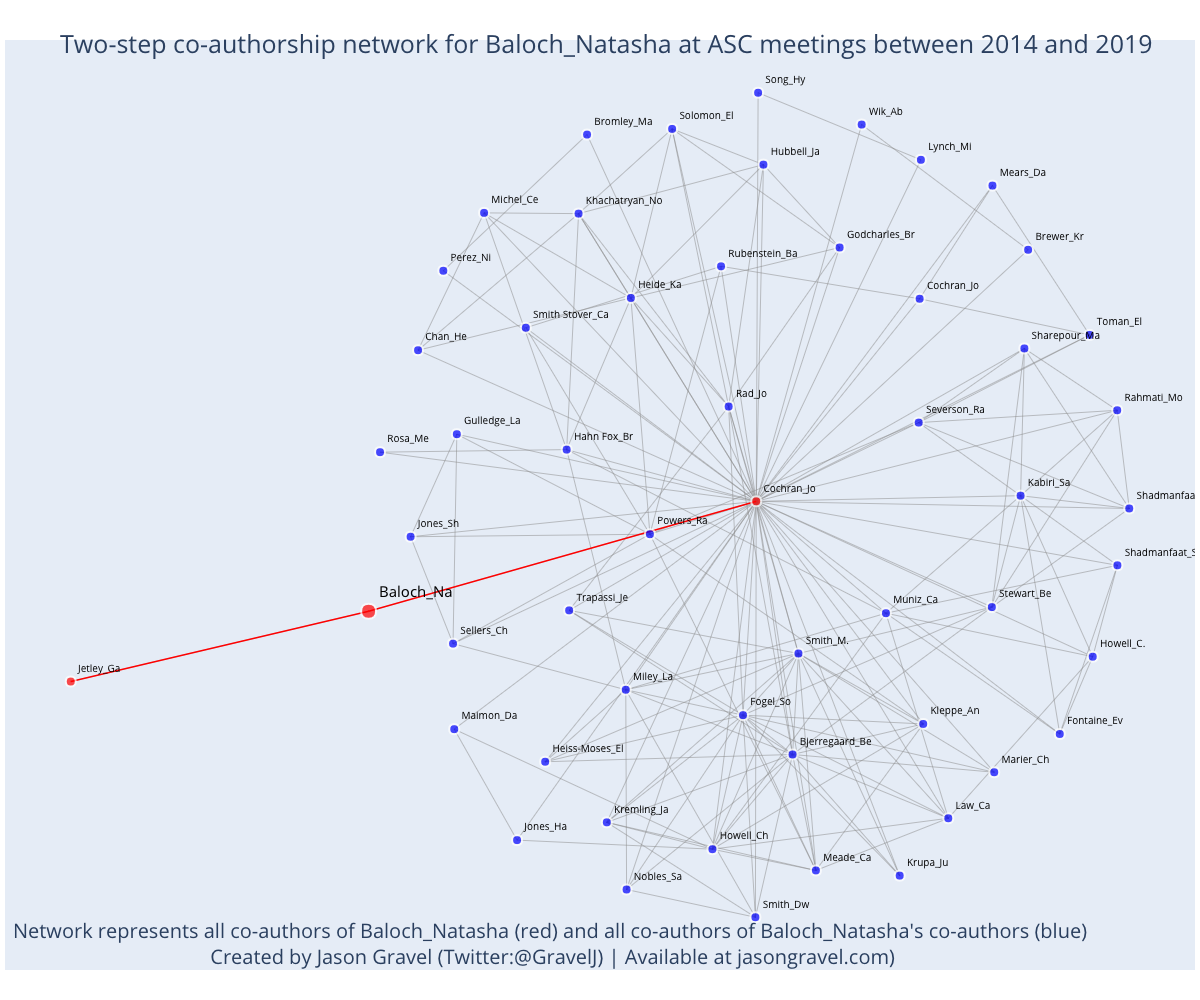 Two-step co-authorship network for Baloch_Natasha at ASC meetings between 2014 and 2019
Song_Hy
Wik_Ab
Solomon_El
Bromley_Ma
Lynch_Mi
Hubbell_Ja
Mears_Da
Michel_Ce
Khachatryan_No
Godcharles_Br
Brewer_Kr
Rubenstein_Ba
Perez_Ni
Heide_Ka
Cochran_Jo
Smith Stover_Ca
Toman_El
Chan_He
Sharepour_Ma
Rad_Jo
Rahmati_Mo
Severson_Ra
Gulledge_La
Rosa_Me
Hahn Fox_Br
Kabiri_Sa
Cochran_Jo
Shadmanfaa
Jones_Sh
Powers_Ra
Shadmanfaat_S
Baloch_Na
Stewart_Be
Trapassi_Je
Muniz_Ca
Sellers_Ch
Smith_M.
Howell_C.
Jetley_Ga
Miley_La
Fogel_So
Kleppe_An
Maimon_Da
Fontaine_Ev
Heiss-Moses_El
Bjerregaard_Be
Marier_Ch
Kremling_Ja
Law_Ca
Jones_Ha
Howell_Ch
Meade_Ca
Krupa_Ju
Nobles_Sa
Smith_Dw
Network represents all co-authors of Baloch_Natasha (red) and all co-authors of Baloch_Natasha's co-authors (blue)
Created by Jason Gravel (Twitter:@GravelJ) | Available at jasongravel.com)